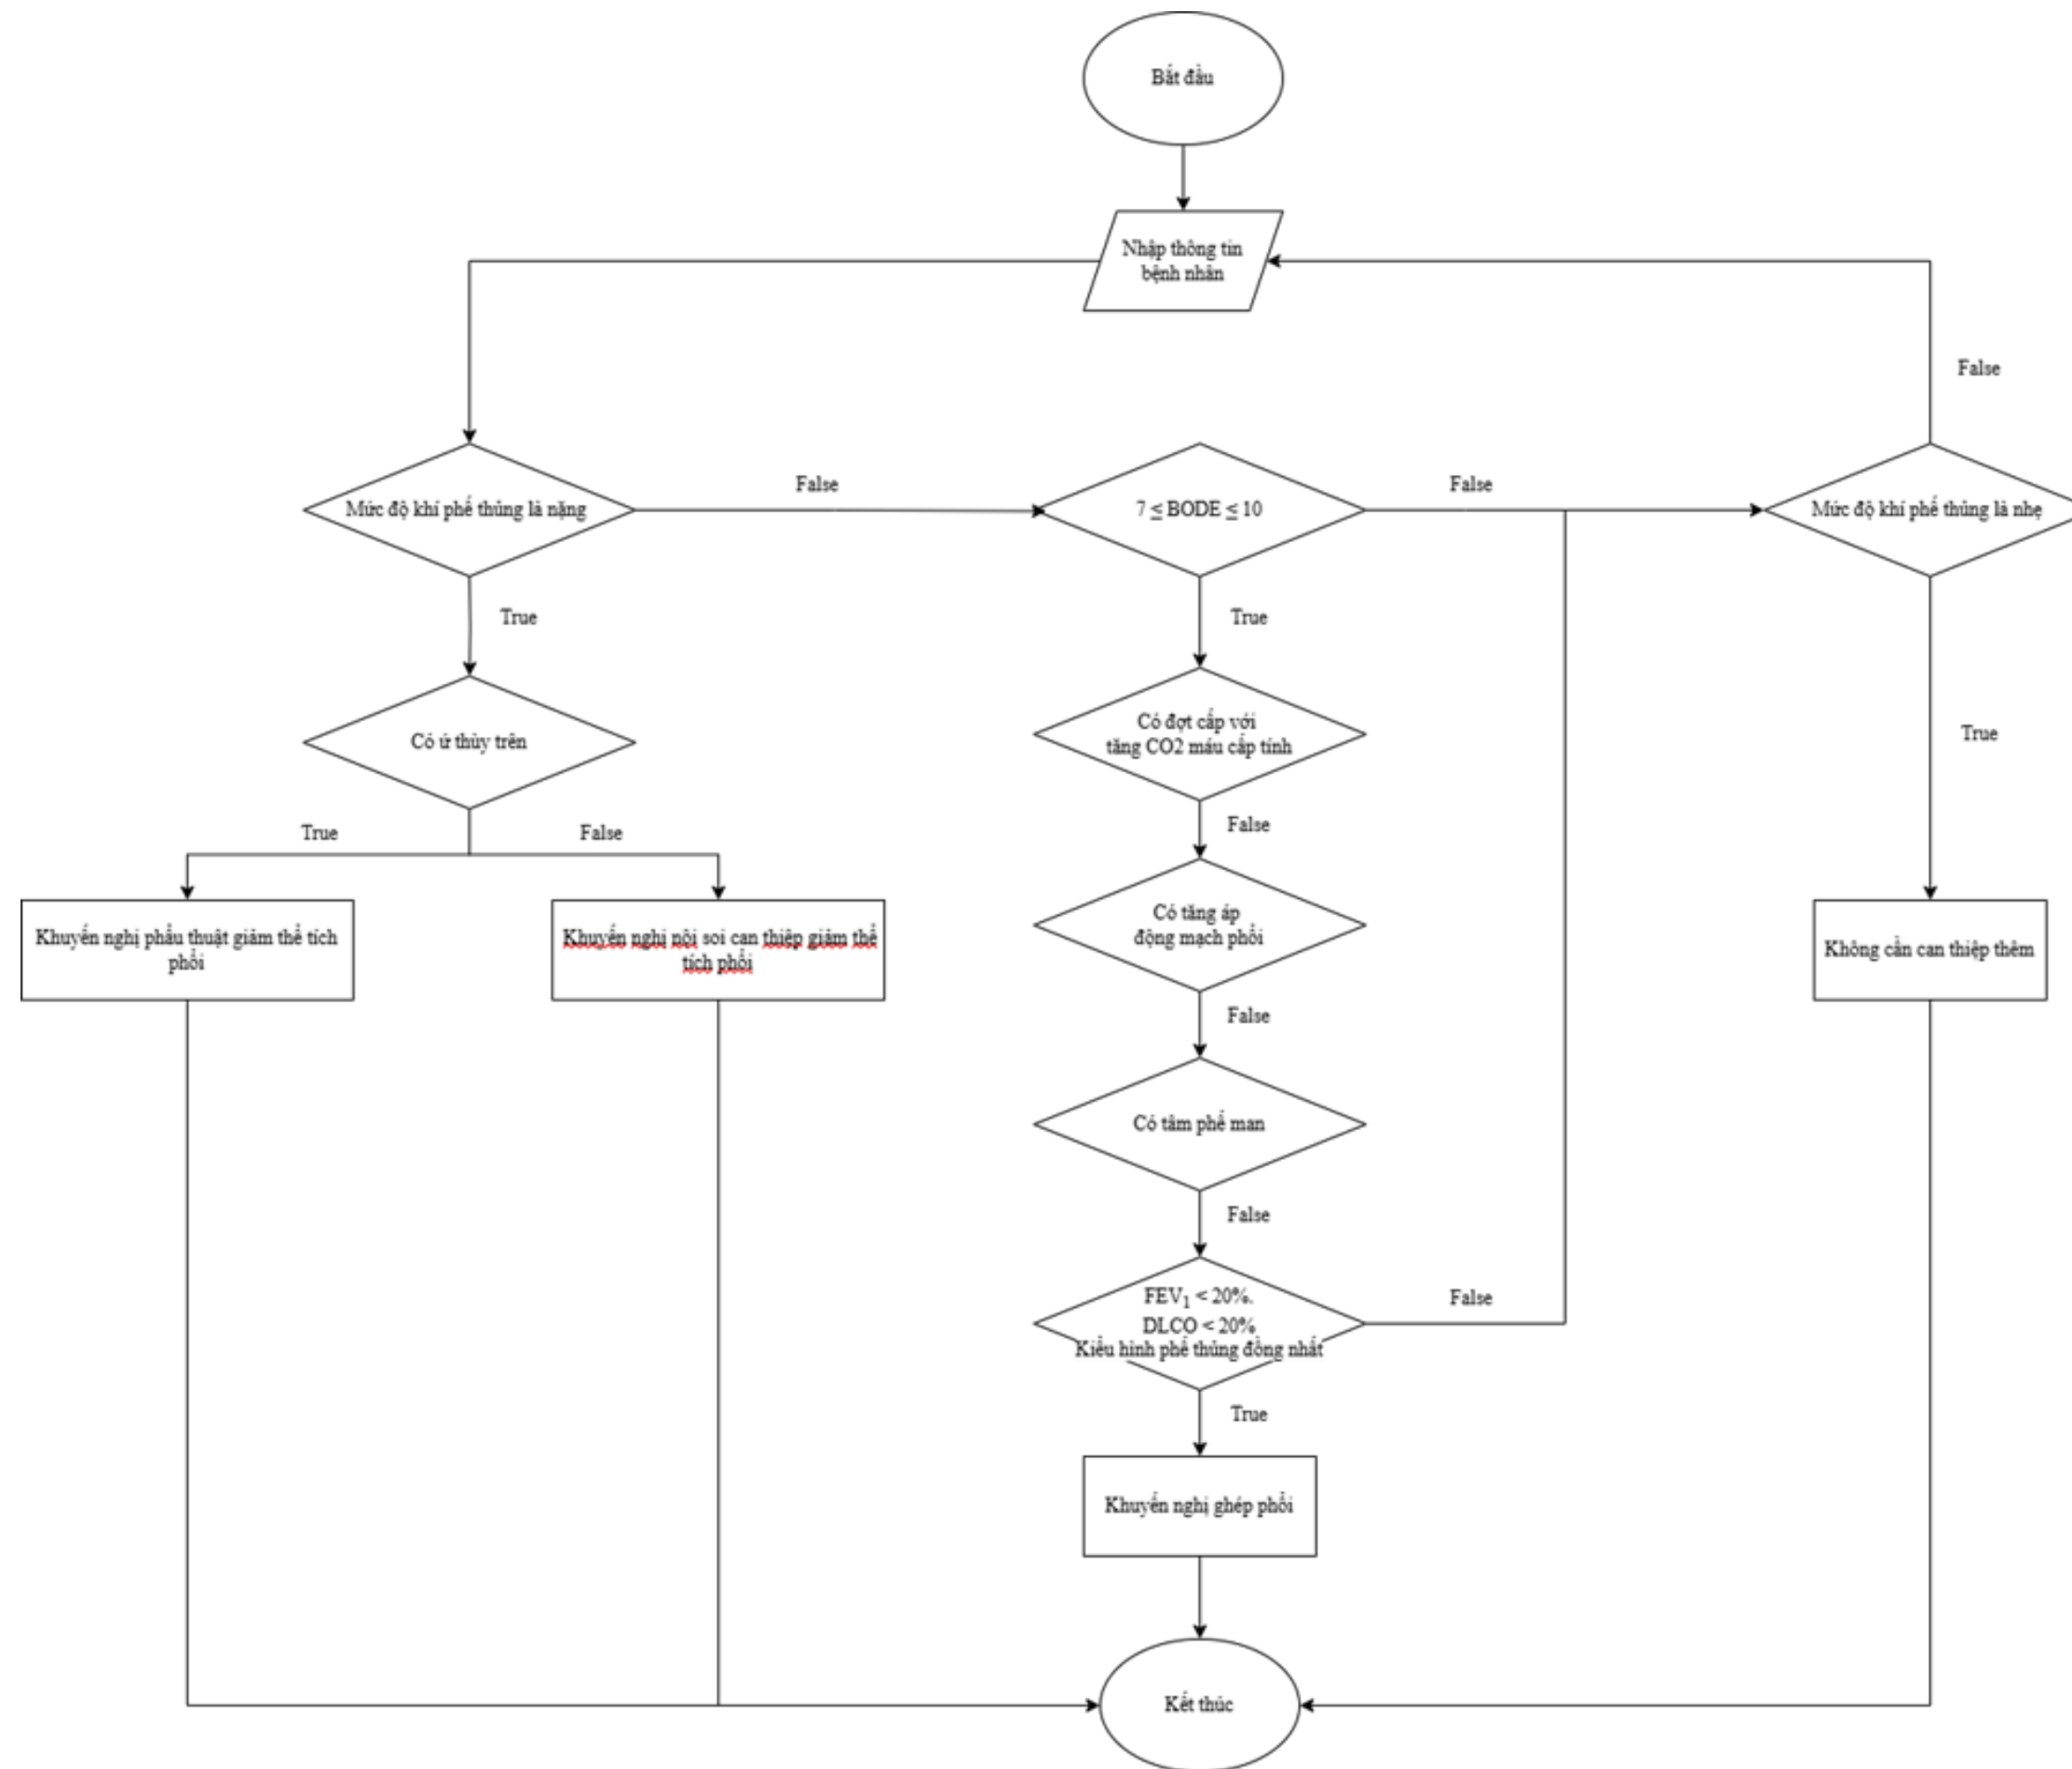 Bắt đầu
Nhập thông tin
bệnh nhân
False
Mức độ khí phế thũng là nặng
False
7 ≤ BODE ≤ 10
False
Mức độ khí phế thũng là nhẹ
True
True
True
Có ứ thùy trên
Có đợt cấp với
tăng CO2 máu cấp tính
True
False
False
Khuyến nghị phẫu thuật giảm thể tích
phổi
Khuyến nghị nội soi can thiệp giảm thể
tích phổi
Có tăng áp
động mạch phổi
Không cần can thiệp thêm
False
Có tâm phế man
False
FEV₁ < 20%.
DLCO < 20%
Kiểu hình phế thũng đồng nhất
False
True
Khuyến nghị ghép phổi
Kết thúc